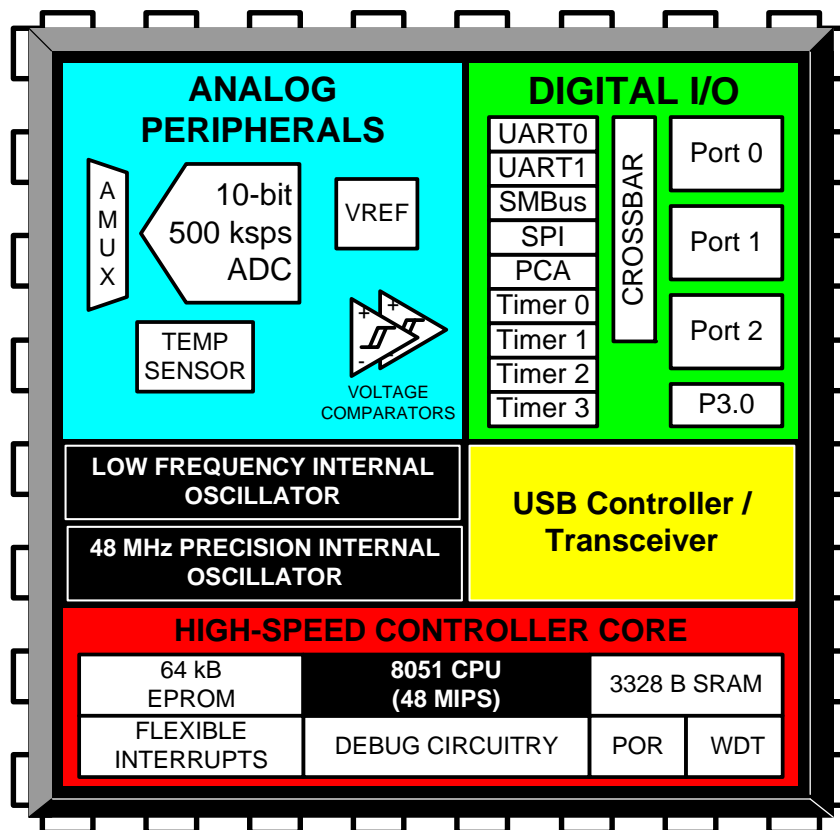 ANALOG
PERIPHERALS
A
M
U
X
10-bit
500 ksps
ADC
VREF
TEMP
SENSOR
+
+
-
-
VOLTAGE
COMPARATORS
DIGITAL I/O
UART0
UART1
SMBus
SPI
PCA
Timer 0
Timer 1
Timer 2
Timer 3
CROSSBAR
Port 0
Port 1
Port 2
P3.0
LOW FREQUENCY INTERNAL
OSCILLATOR
48 MHz PRECISION INTERNAL
OSCILLATOR
USB Controller /
Transceiver
HIGH-SPEED CONTROLLER CORE
64 kB
EPROM
8051 CPU
(48 MIPS)
3328 B SRAM
FLEXIBLE
INTERRUPTS
DEBUG CIRCUITRY
POR
WDT